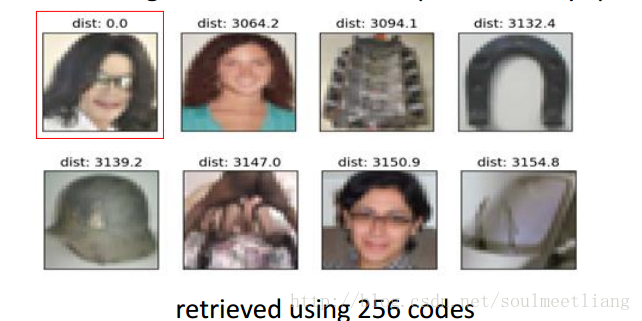 dist: 0.0 dist: 3064.2 dist: 3094.1 dist: 3132.4
dist: 3139.2 dist: 3147.0 dist: 3150.9 dist: 3154.8
http://blog.csdn.net/soulmeetliang
retrieved using 256 codes